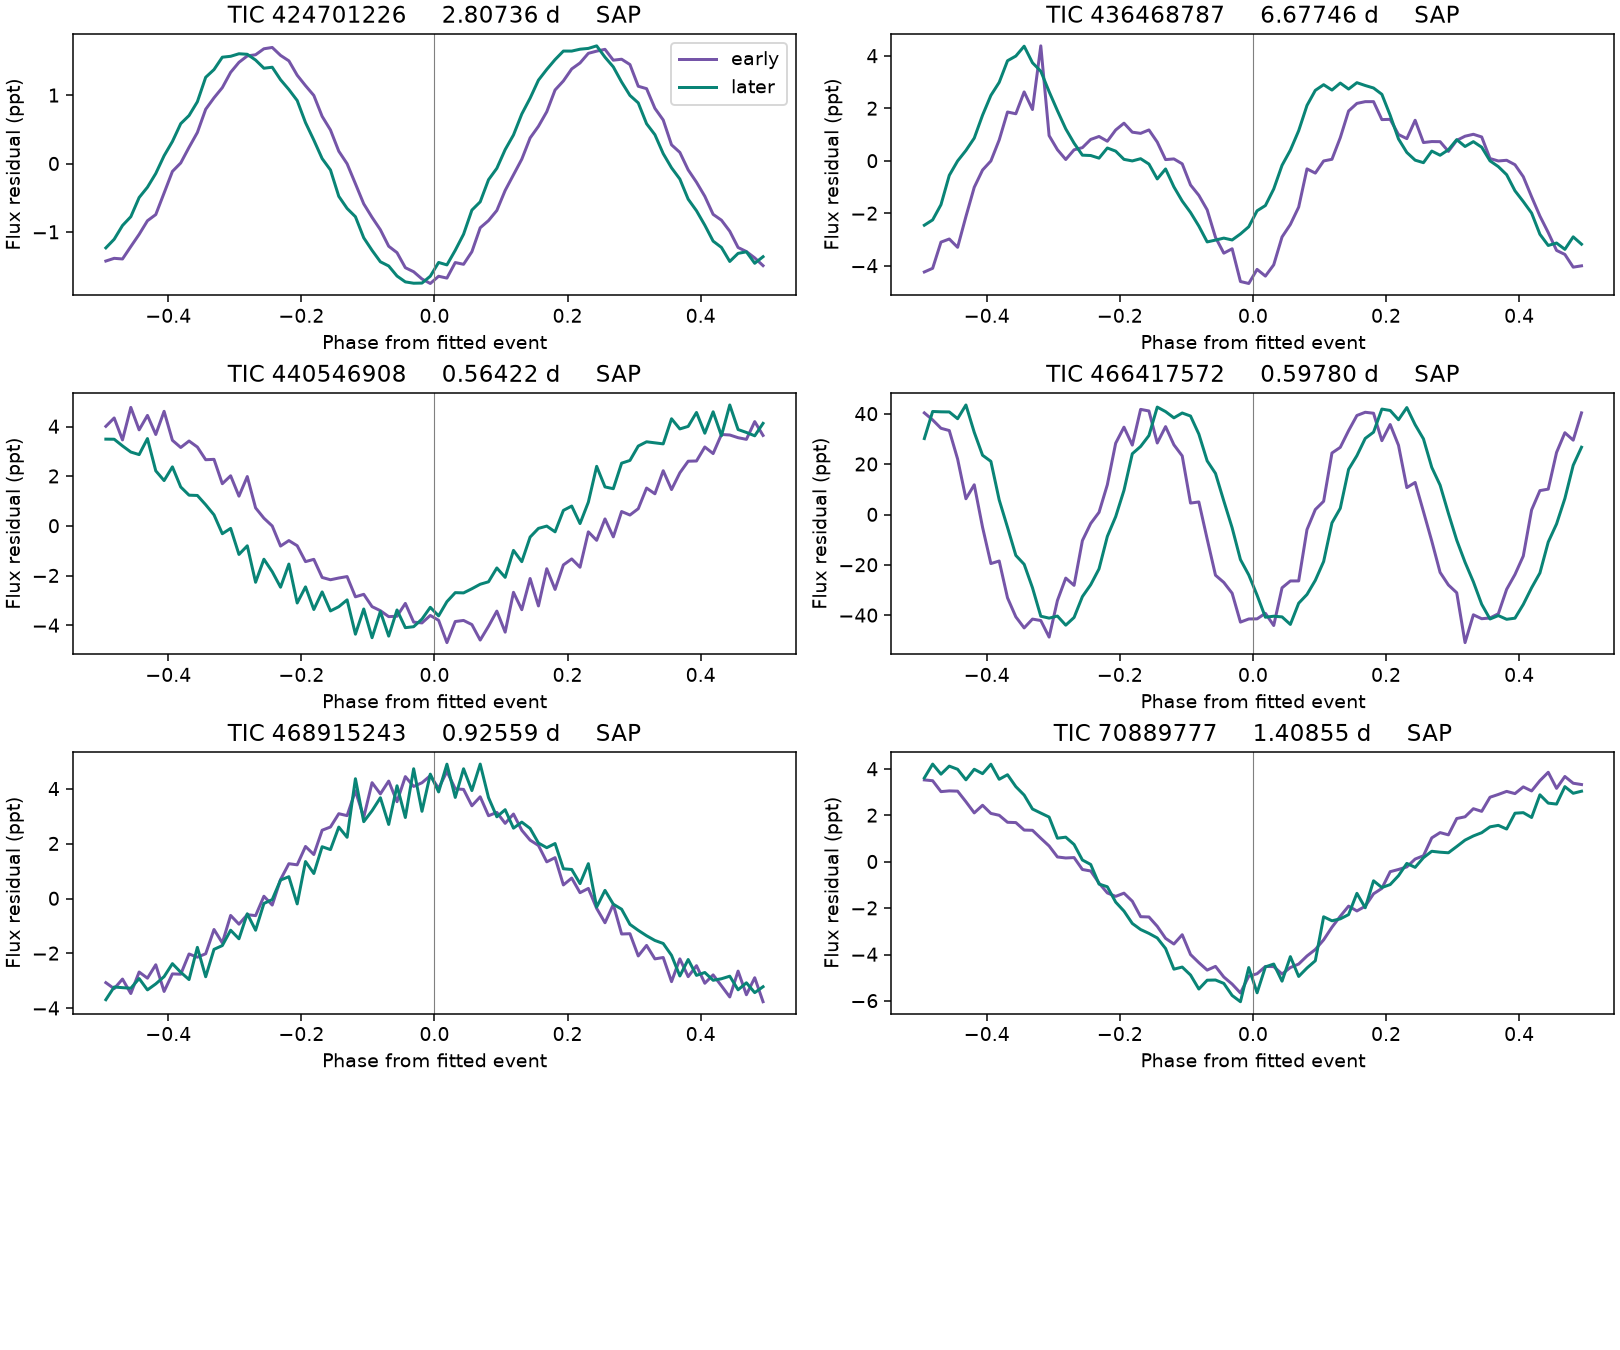 TIC 424701226 2.80736 d SAP
Flux residual (ppt)
1
0
−1
early
later
−0.4 −0.2 0.0 0.2 0.4
Phase from fitted event
TIC 436468787 6.67746 d SAP
Flux residual (ppt)
4
2
0
−2
−4
−0.4 −0.2 0.0 0.2 0.4
Phase from fitted event
TIC 440546908 0.56422 d SAP
Flux residual (ppt)
4
2
0
−2
−4
−0.4 −0.2 0.0 0.2 0.4
Phase from fitted event
TIC 466417572 0.59780 d SAP
Flux residual (ppt)
40
20
0
−20
−40
−0.4 −0.2 0.0 0.2 0.4
Phase from fitted event
TIC 468915243 0.92559 d SAP
Flux residual (ppt)
4
2
0
−2
−4
−0.4 −0.2 0.0 0.2 0.4
Phase from fitted event
TIC 70889777 1.40855 d SAP
Flux residual (ppt)
4
2
0
−2
−4
−6
−0.4 −0.2 0.0 0.2 0.4
Phase from fitted event